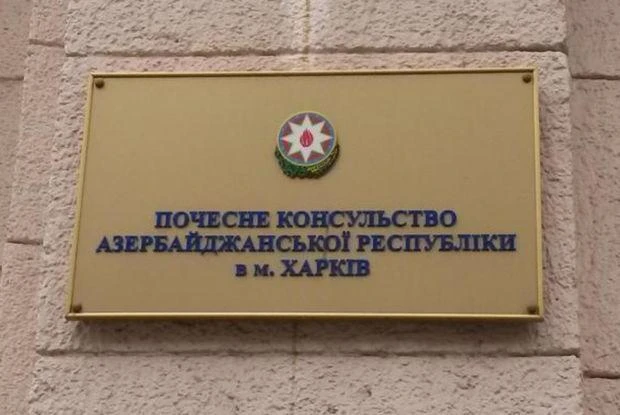 ПОЧЕСНЕ КОНСУЛЬСТВО
АЗЕРБАЙДЖАНСЬКОЇ РЕСПУБЛІКИ
в м. ХАРКІВ